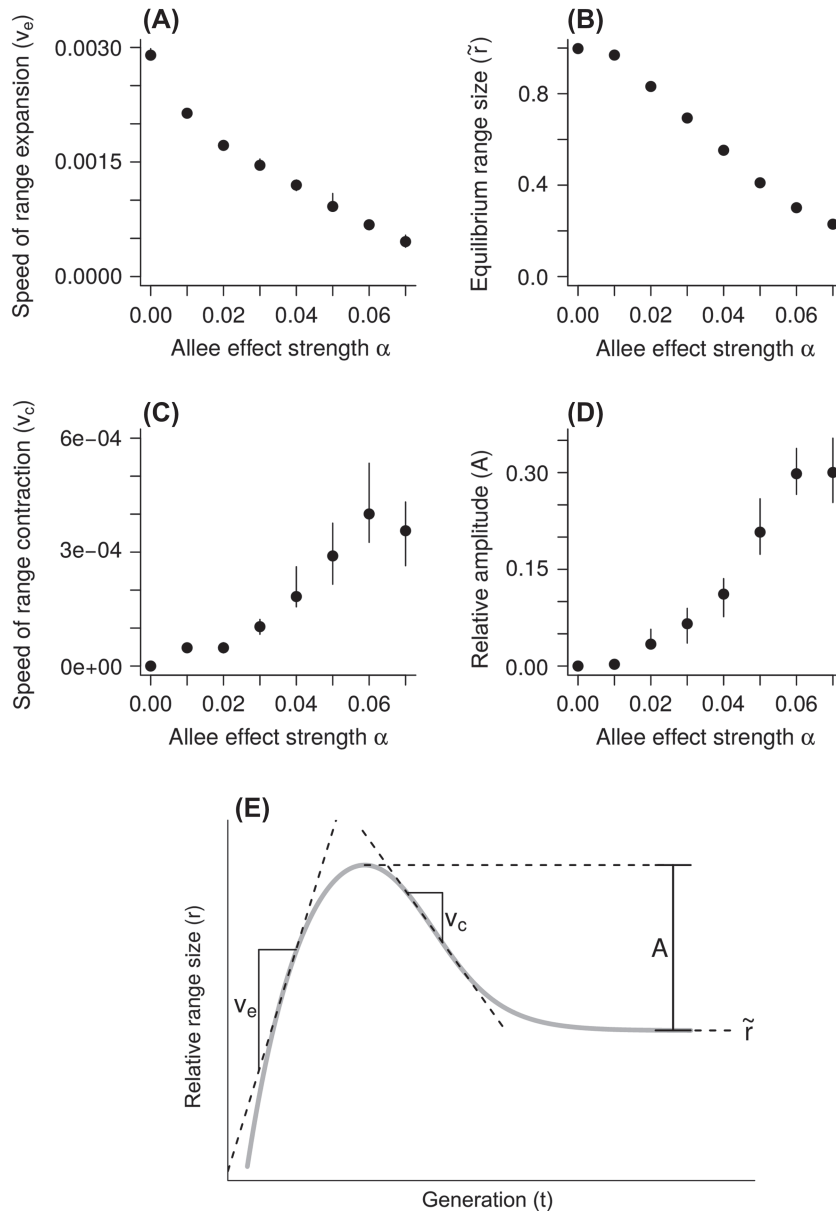 (A)
Speed of range expansion (vₑ)
0.0030
0.0015
0.0000
0.00 0.02 0.04 0.06
Allee effect strength α
(B)
Equilibrium range size (r̃)
0.8
0.4
0.0
0.00 0.02 0.04 0.06
Allee effect strength α
(C)
Speed of range contraction (v_c)
6e−04
3e−04
0e+00
0.00 0.02 0.04 0.06
Allee effect strength α
(D)
Relative amplitude (A)
0.30
0.15
0.00
0.00 0.02 0.04 0.06
Allee effect strength α
(E)
Relative range size (r)
vₑ
v_c
A
r̃
Generation (t)